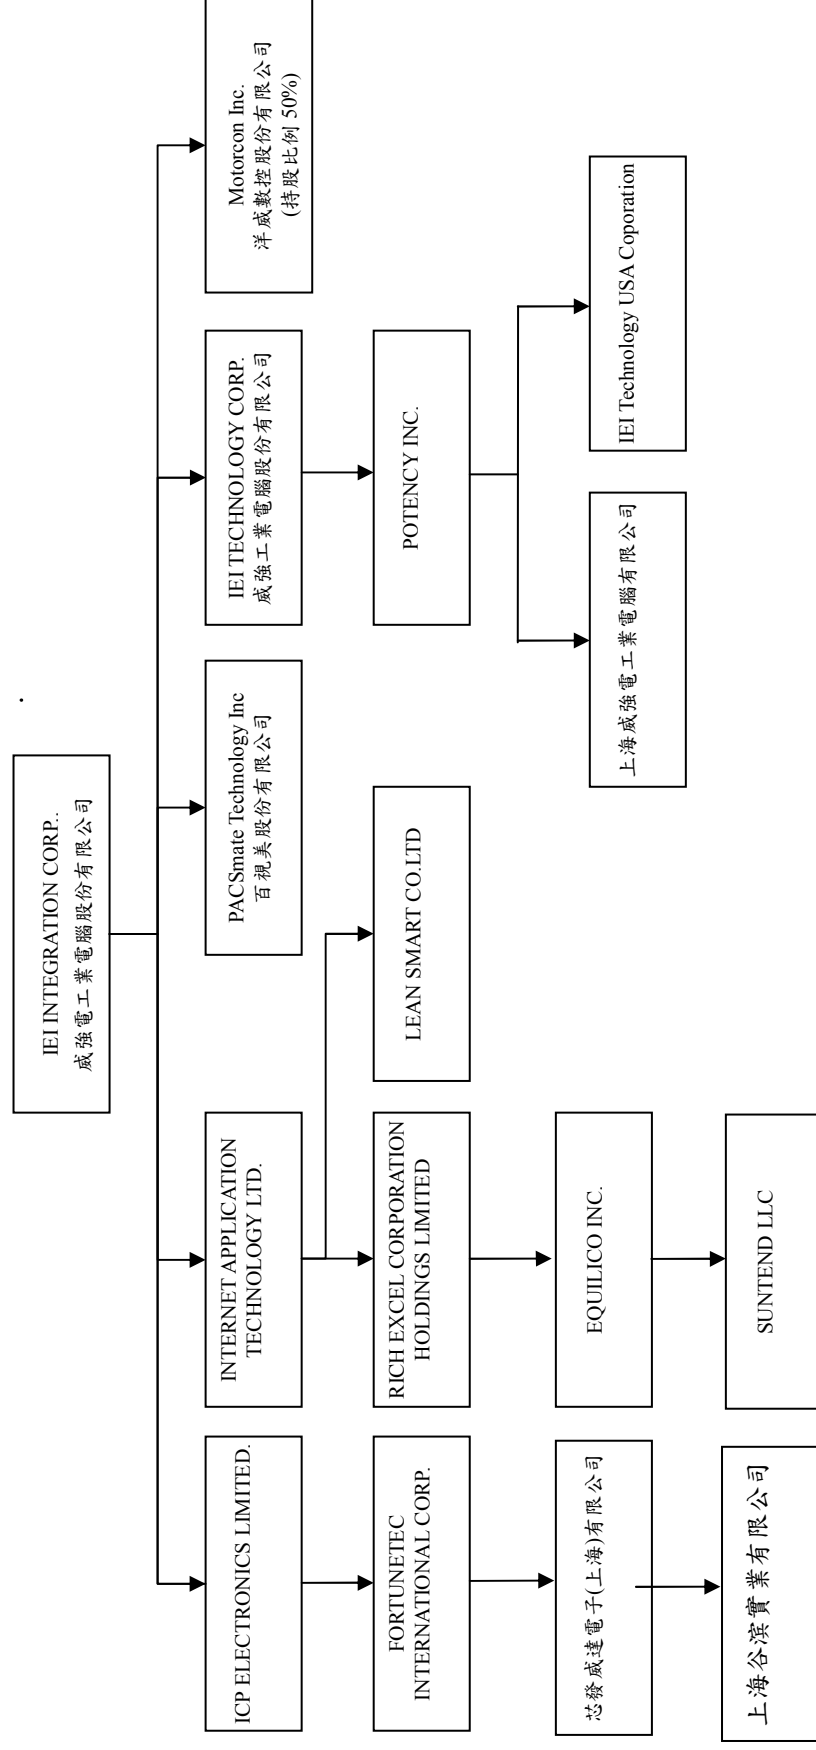 IEI INTEGRATION CORP..
威強電工業電腦股份有限公司
ICP ELECTRONICS LIMITED.
INTERNET APPLICATION
TECHNOLOGY LTD.
PACSmate Technology Inc
百視美股份有限公司
IEI TECHNOLOGY CORP.
威強工業電腦股份有限公司
Motorcon Inc.
洋威數控股份有限公司
(持股比例 50%)
FORTUNETEC
INTERNATIONAL CORP.
RICH EXCEL CORPORATION
HOLDINGS LIMITED
LEAN SMART CO.LTD
POTENCY INC.
芯發威達電子(上海)有限公司
EQUILICO INC.
上海威強電工業電腦有限公司
IEI Technology USA Coporation
上海谷滨實業有限公司
SUNTEND LLC